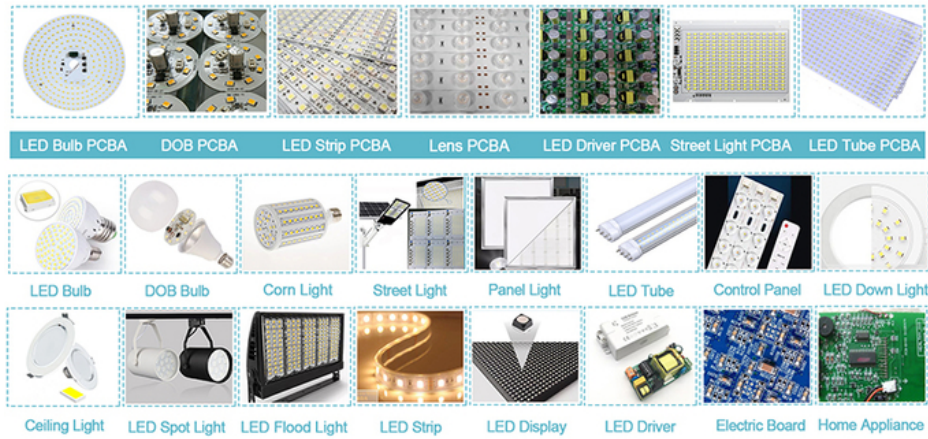 LED Bulb PCBA
DOB PCBA
LED Strip PCBA
Lens PCBA
LED Driver PCBA
Street Light PCBA
LED Tube PCBA
LED Bulb
DOB Bulb
Corn Light
Street Light
Panel Light
LED Tube
Control Panel
LED Down Light
Ceiling Light
LED Spot Light
LED Flood Light
LED Strip
LED Display
LED Driver
Electric Board
Home Appliance